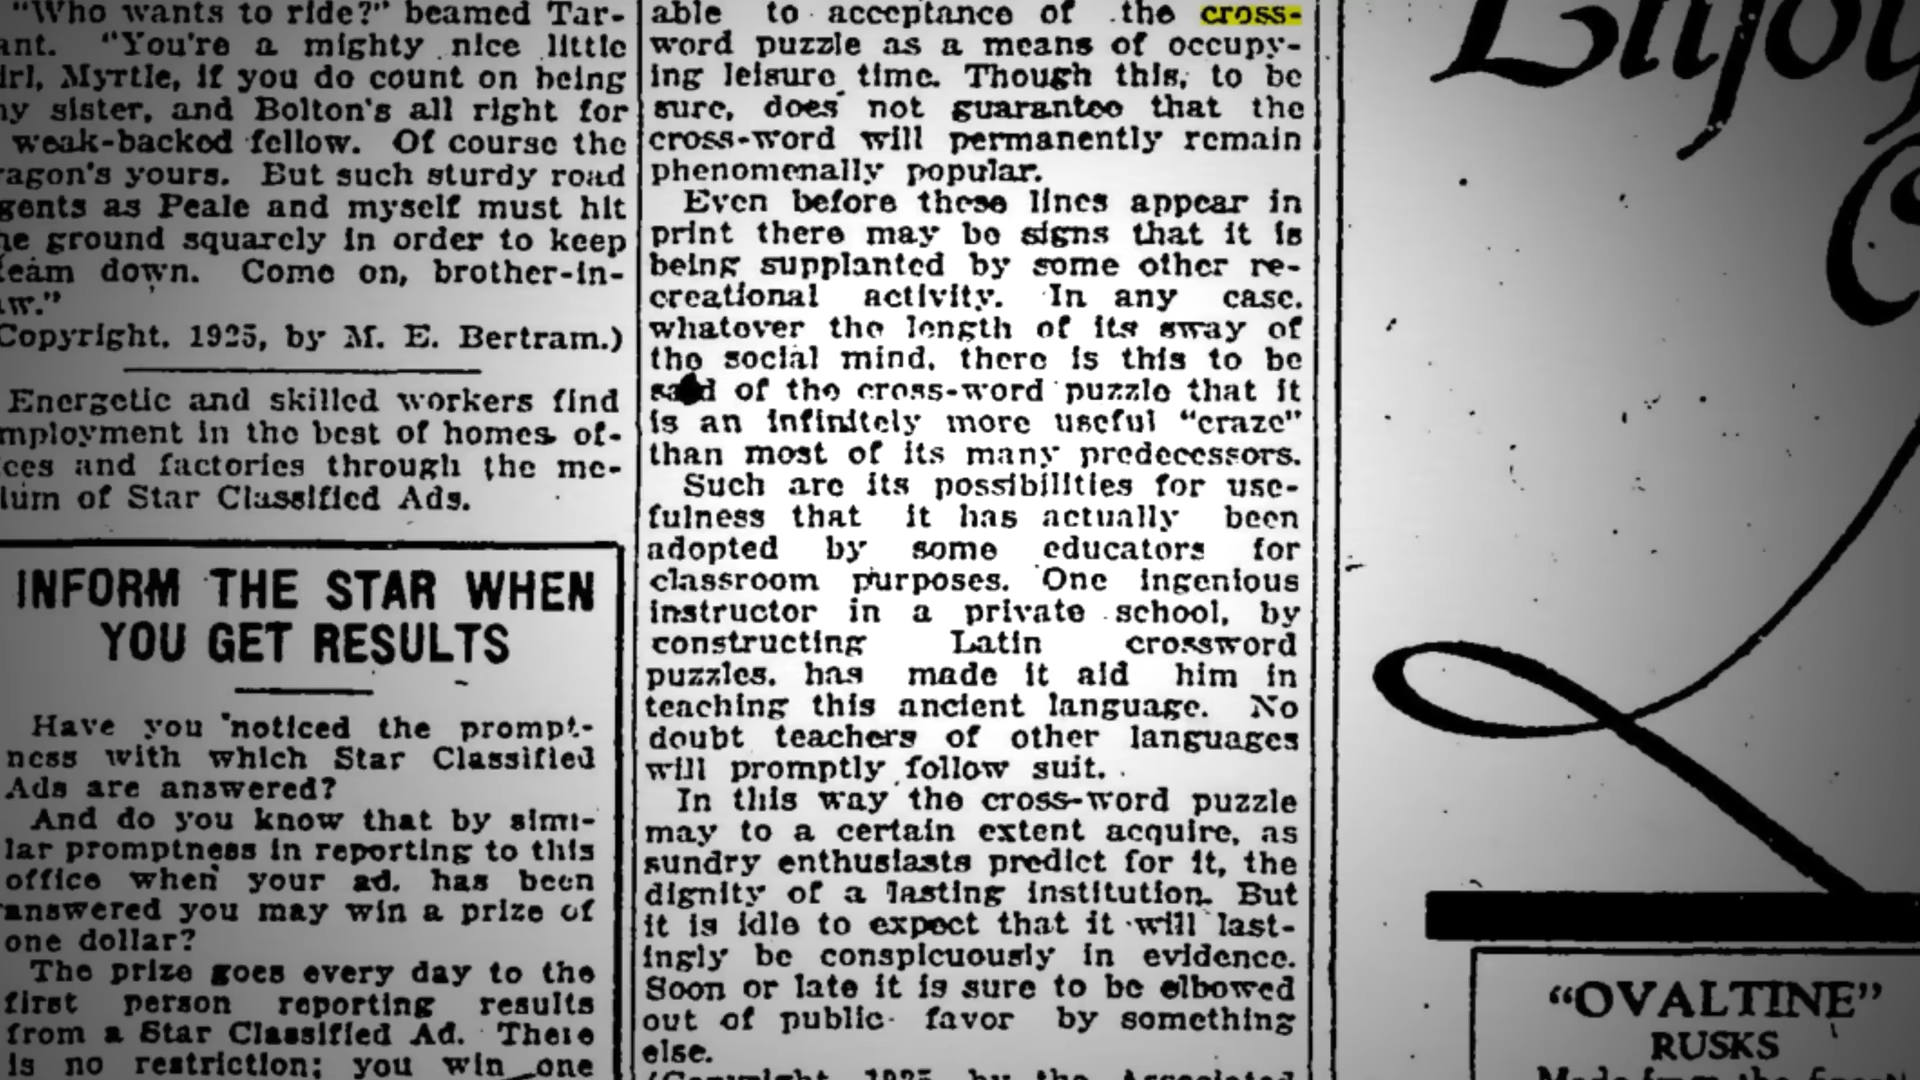 "Who wants to ride?" beamed Tar-
ant. "You're a mighty nice little
irl, Myrtle, if you do count on being
ny sister, and Bolton's all right for
weak-backed fellow. Of course the
ragon's yours. But such sturdy road
gents as Peale and myself must hit
he ground squarely in order to keep
team down. Come on, brother-in-
aw."
Copyright, 1925, by M. E. Bertram.)
Energetic and skilled workers find
mployment in the best of homes, of-
ces and factories through the me-
lum of Star Classified Ads.
INFORM THE STAR WHEN
YOU GET RESULTS
Have you noticed the prompt-
ness with which Star Classified
Ads are answered?
And do you know that by simi-
lar promptness in reporting to this
office when your ad. has been
answered you may win a prize of
one dollar?
The prize goes every day to the
first person reporting results
from a Star Classified Ad. There
is no restriction; you win one
able to acceptance of the cross-
word puzzle as a means of occupy-
ing leisure time. Though this, to be
sure, does not guarantee that the
cross-word will permanently remain
phenomenally popular.
Even before these lines appear in
print there may be signs that it is
being supplanted by some other re-
creational activity. In any case,
whatover the length of its sway of
the social mind, there is this to be
said of the cross-word puzzle that it
is an infinitely more useful "craze"
than most of its many predecessors.
Such are its possibilities for use-
fulness that it has actually been
adopted by some educators for
classroom purposes. One ingenious
instructor in a private school, by
constructing Latin crossword
puzzles, has made it aid him in
teaching this ancient language. No
doubt teachers of other languages
will promptly follow suit.
In this way the cross-word puzzle
may to a certain extent acquire, as
sundry enthusiasts predict for it, the
dignity of a lasting institution. But
it is idle to expect that it will last-
ingly be conspicuously in evidence.
Soon or late it is sure to be elbowed
out of public favor by something
else.
(Copyright, 1925, by the Associated
Enjoy
"OVALTINE"
RUSKS
Made from the finest